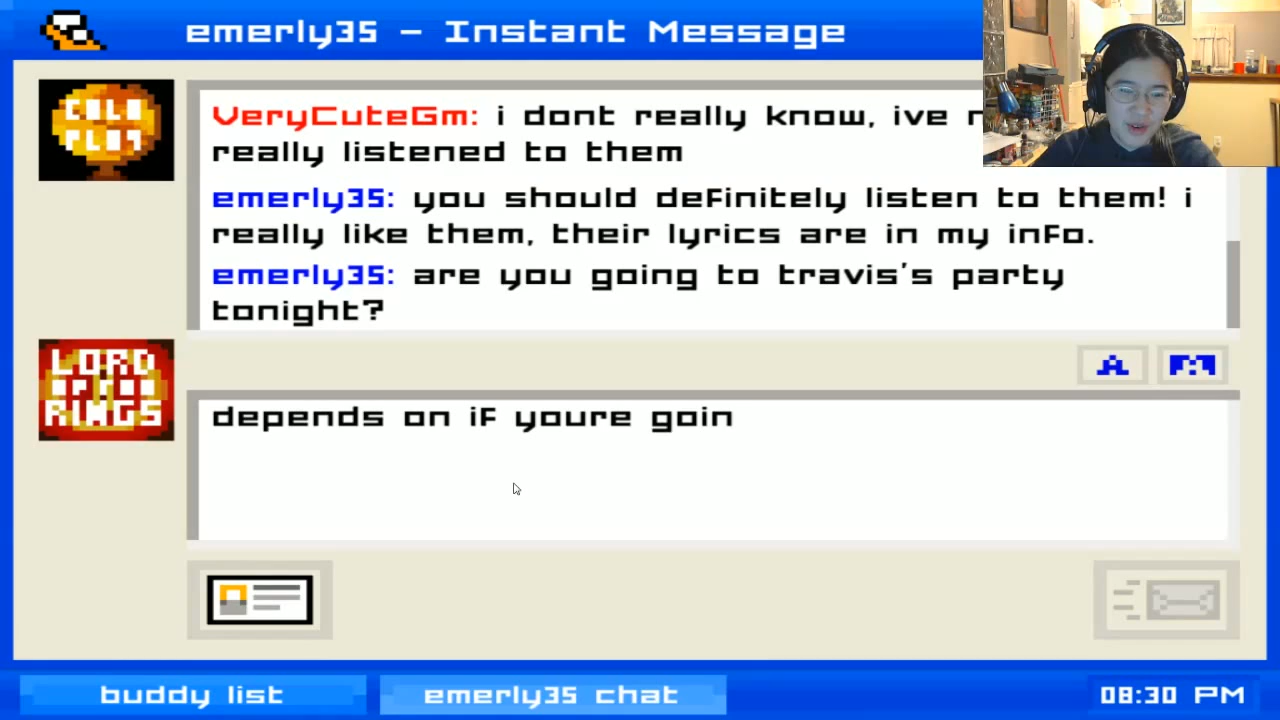 emerly35 - Instant Message
COLD
PLAY
VeryCuteGm: i dont really know, ive
really listened to them
emerly35: you should definitely listen to them! i
really like them, their lyrics are in my info.
emerly35: are you going to travis's party
tonight?
LORD
OF THE
RINGS
A
depends on if youre goin
buddy list
emerly35 chat
08:30 PM